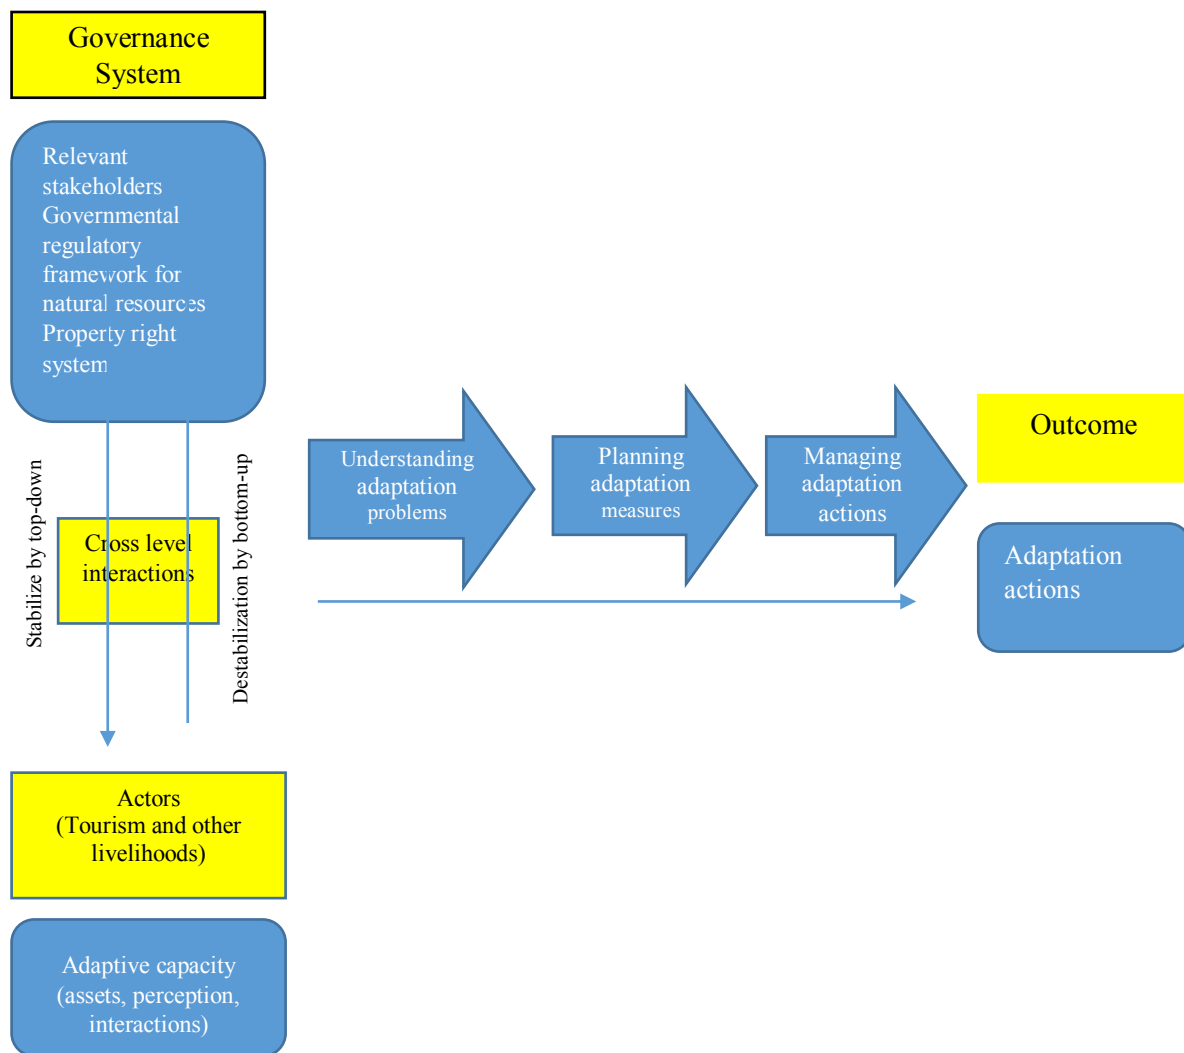 Governance
System
Relevant
stakeholders
Governmental
regulatory
framework for
natural resources
Property right
system
Stabilize by top-down
Cross level
interactions
Destabilization by bottom-up
Understanding
adaptation
problems
Planning
adaptation
measures
Managing
adaptation
actions
Outcome
Adaptation
actions
Actors
(Tourism and other
livelihoods)
Adaptive capacity
(assets, perception,
interactions)